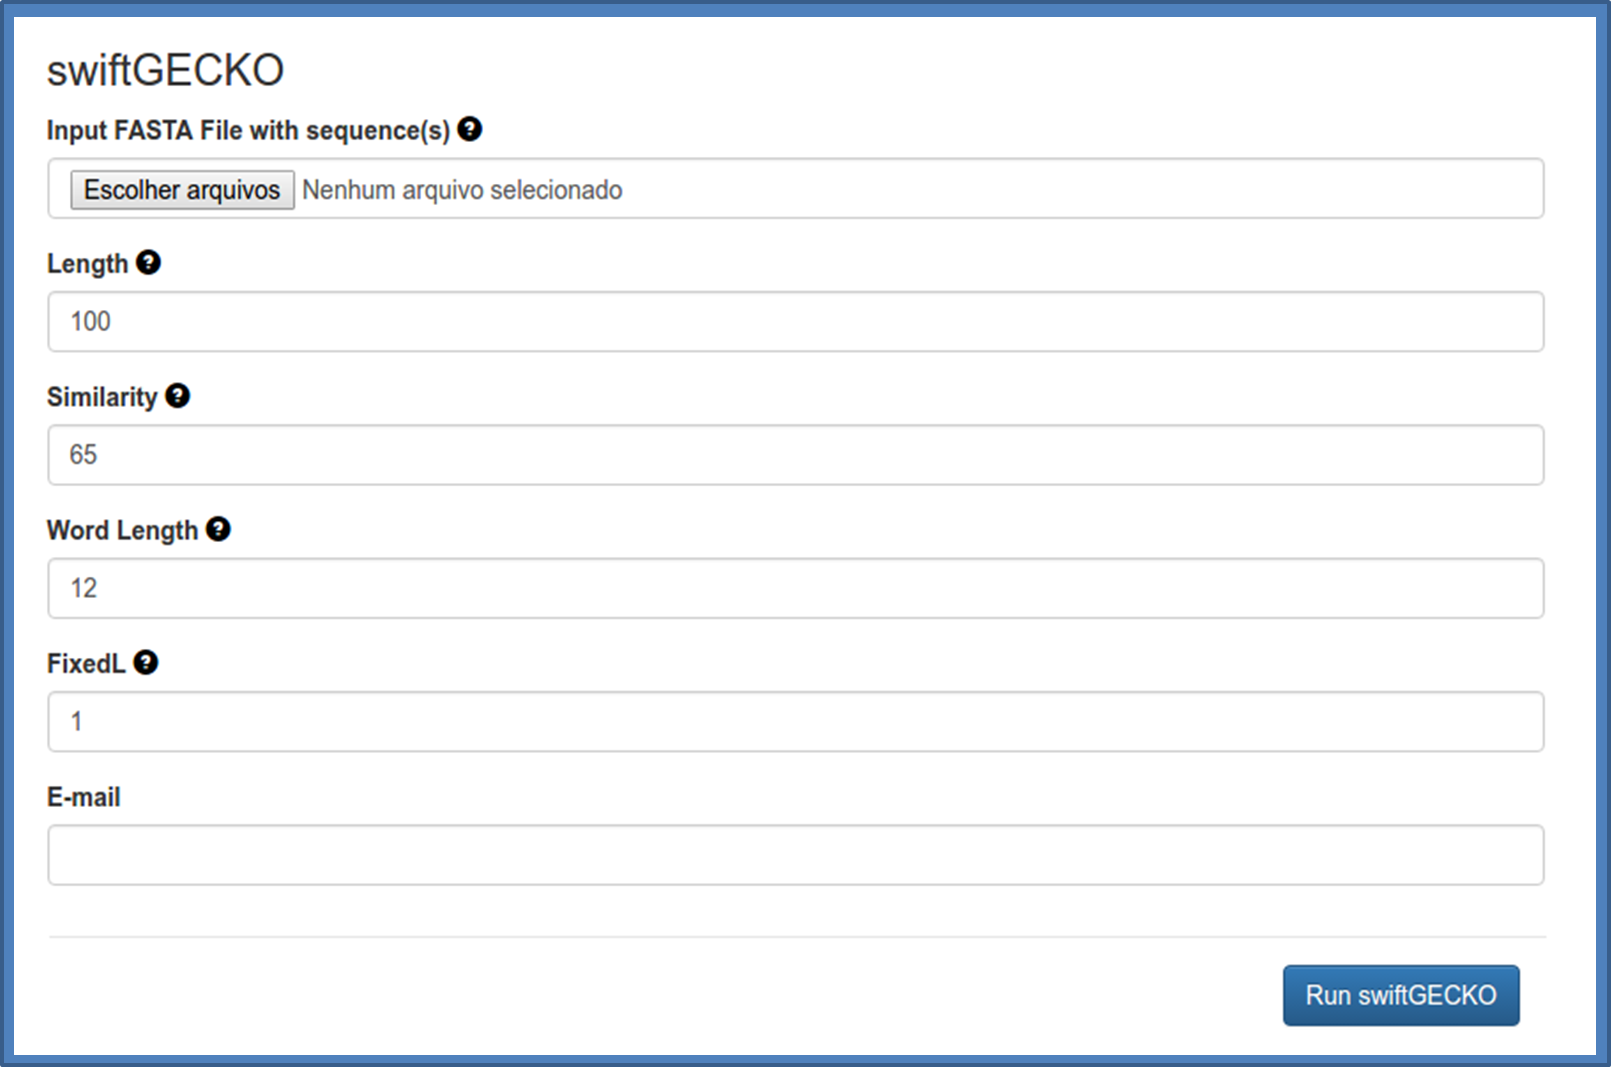 swiftGECKO
Input FASTA File with sequence(s) ?
Escolher arquivos Nenhum arquivo selecionado
Length ?
100
Similarity ?
65
Word Length ?
12
FixedL ?
1
E-mail
Run swiftGECKO